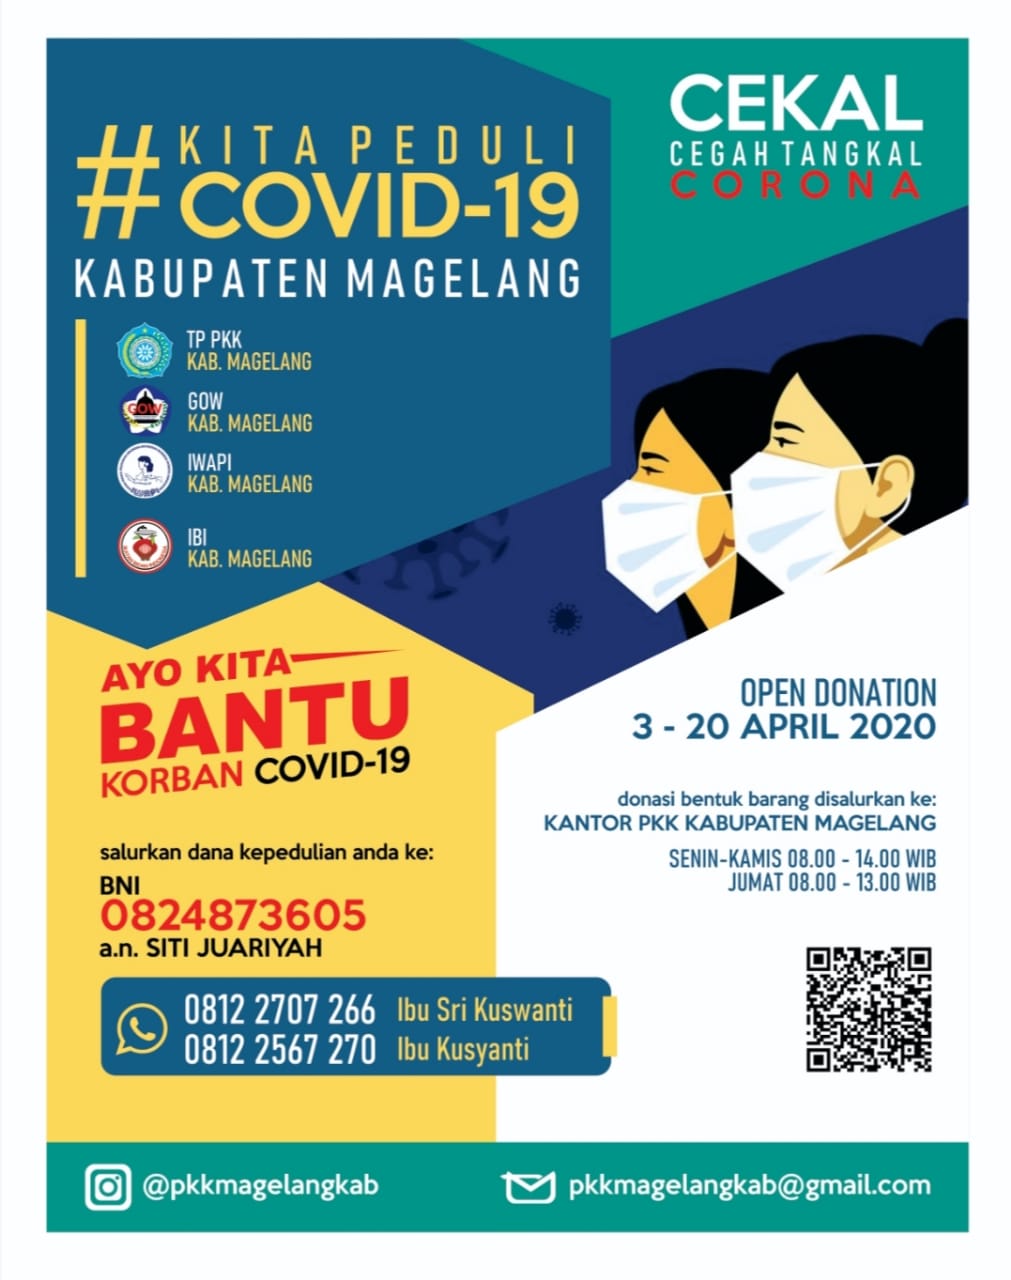 #KITA PEDULI
COVID-19
KABUPATEN MAGELANG
TP PKK
KAB. MAGELANG
GOW
GOW
KAB. MAGELANG
IWAPI
KAB. MAGELANG
IBI
KAB. MAGELANG
CEKAL
CEGAH TANGKAL
CORONA
AYO KITA
BANTU
KORBAN COVID-19
salurkan dana kepedulian anda ke:
BNI
0824873605
a.n. SITI JUARIYAH
0812 2707 266 Ibu Sri Kuswanti
0812 2567 270 Ibu Kusyanti
OPEN DONATION
3 - 20 APRIL 2020
donasi bentuk barang disalurkan ke:
KANTOR PKK KABUPATEN MAGELANG
SENIN-KAMIS 08.00 - 14.00 WIB
JUMAT 08.00 - 13.00 WIB
@pkkmagelangkab
pkkmagelangkab@gmail.com